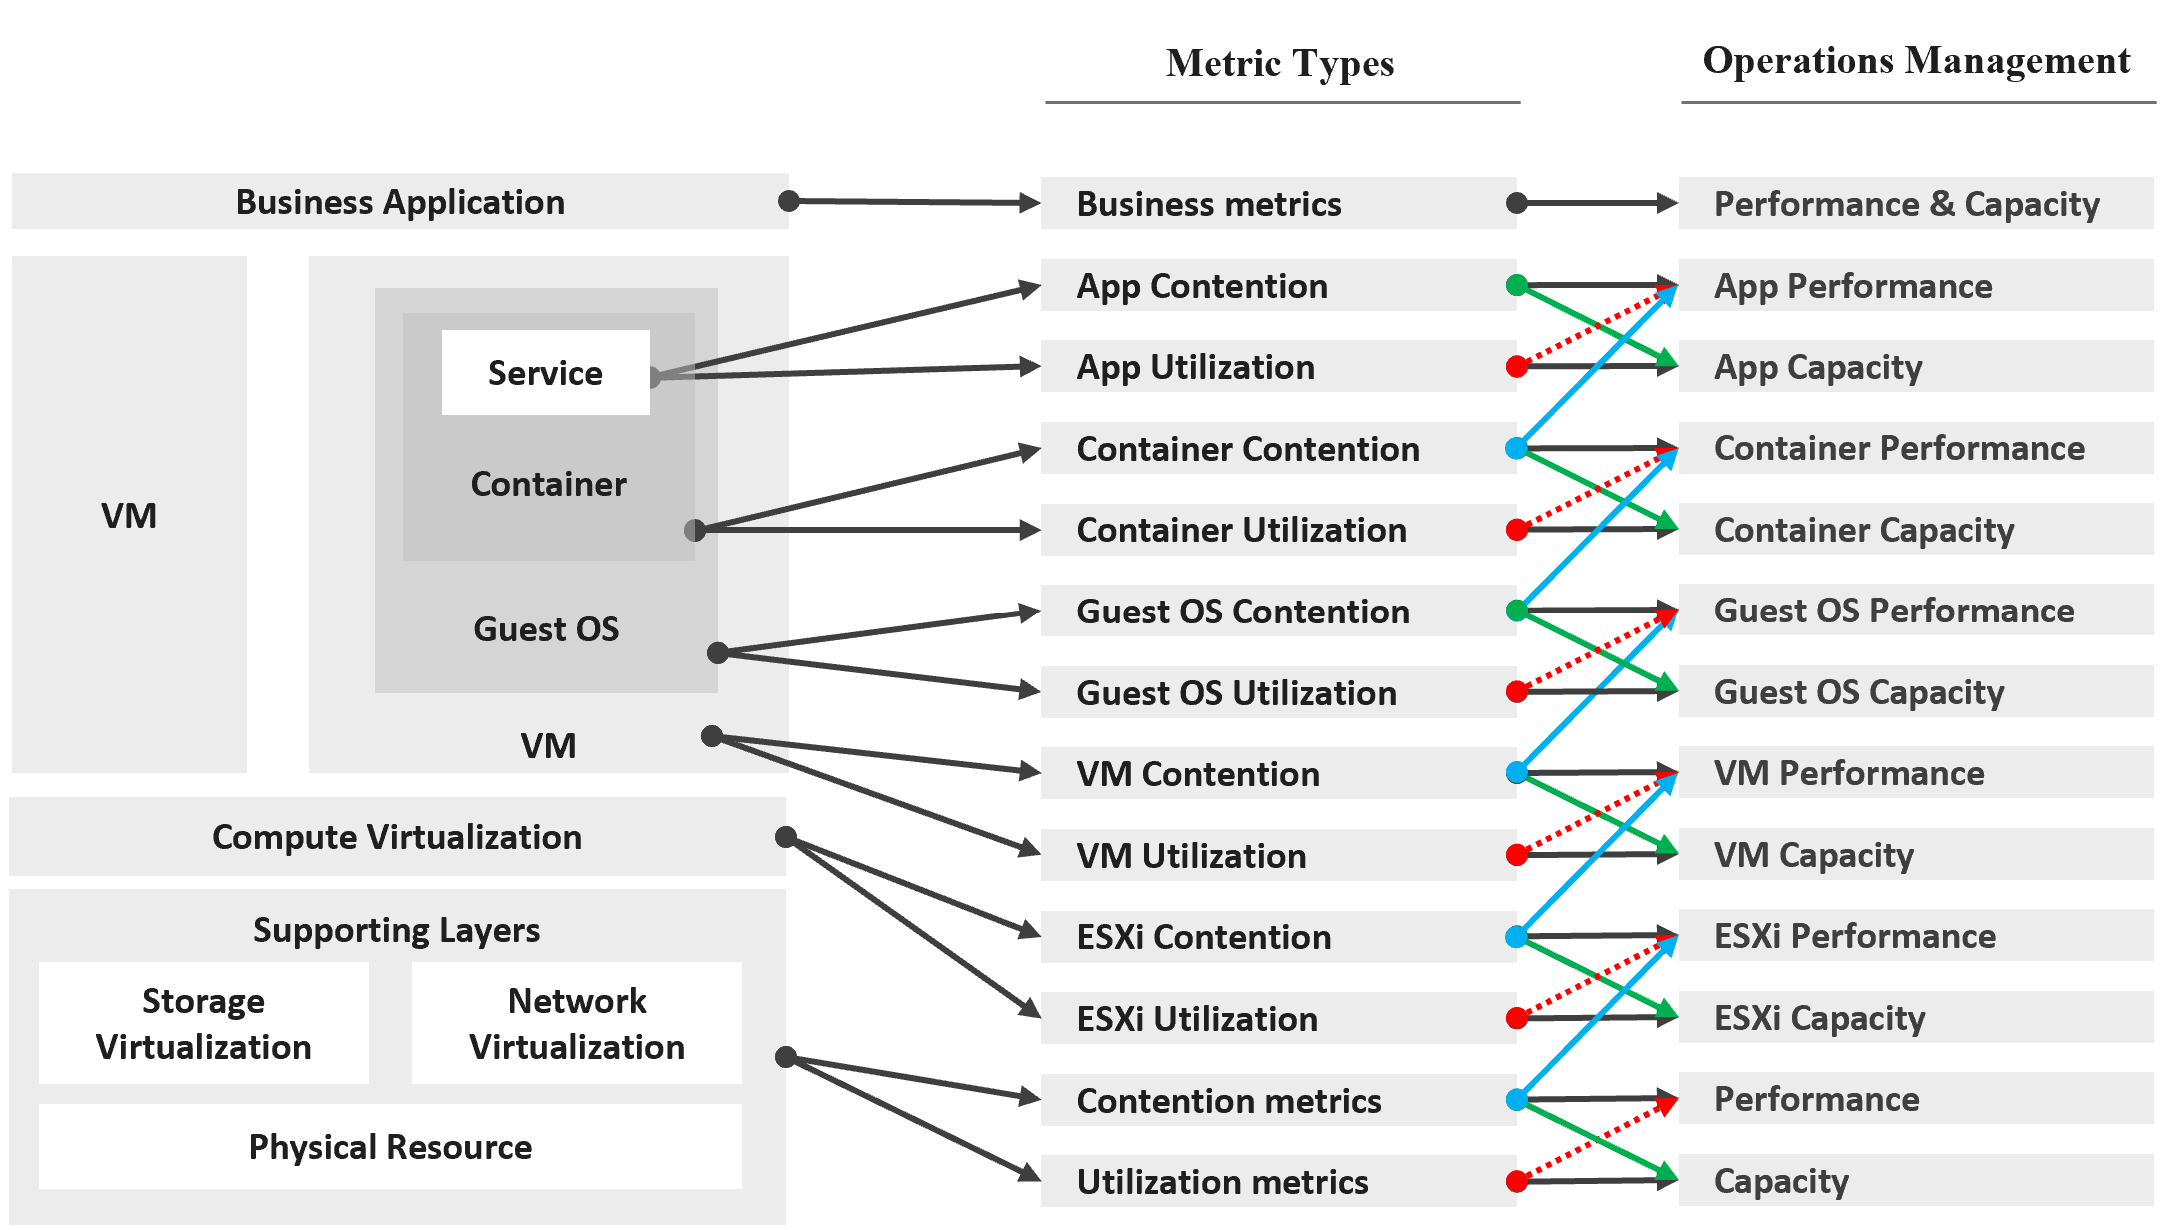 Metric Types
Operations Management
Business Application
Business metrics
Performance & Capacity
VM
Service
Container
Guest OS
VM
App Contention
App Performance
App Utilization
App Capacity
Container Contention
Container Performance
Container Utilization
Container Capacity
Guest OS Contention
Guest OS Performance
Guest OS Utilization
Guest OS Capacity
VM Contention
VM Performance
VM Utilization
VM Capacity
Compute Virtualization
ESXi Contention
ESXi Performance
ESXi Utilization
ESXi Capacity
Supporting Layers
Storage
Virtualization
Network
Virtualization
Physical Resource
Contention metrics
Performance
Utilization metrics
Capacity